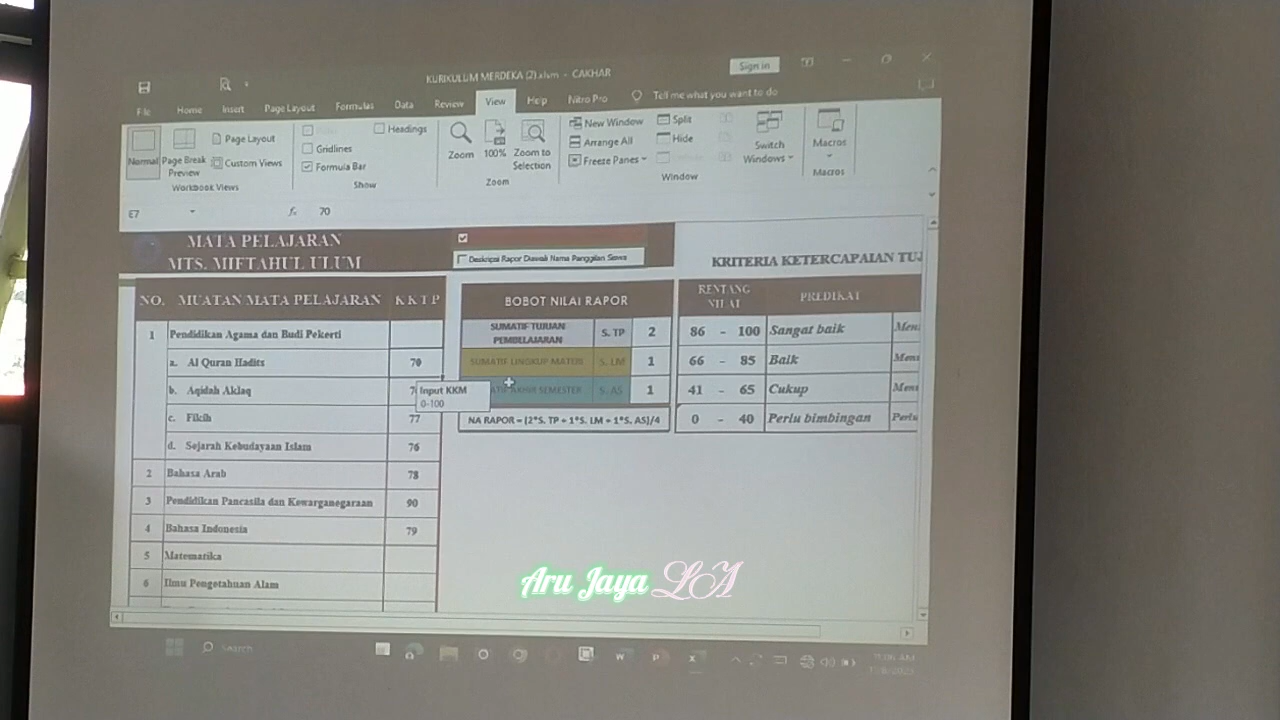 KURIKULUM MERDEKA (2).xlsm - CAKHAR
Sign in
File Home Insert Page Layout Formulas Data Review View Help Nitro Pro Tell me what you want to do
Normal
Page Break Preview
Page Layout
Custom Views
Workbook Views
Headings
Gridlines
Formula Bar
Show
Zoom
100%
Zoom to Selection
Zoom
New Window
Arrange All
Freeze Panes
Split
Hide
Window
Switch Windows
Macros
Macros
E7
fx 70
MATA PELAJARAN
MTS. MIFTAHUL ULUM
Deskripsi Rapor Diawali Nama Panggilan Siswa
KRITERIA KETERCAPAIAN TUJ
NO. MUATAN MATA PELAJARAN KKTP
1 Pendidikan Agama dan Budi Pekerti
a. Al Quran Hadits 70
b. Aqidah Aklaq
c. Fikih 77
d. Sejarah Kebudayaan Islam 76
2 Bahasa Arab 78
3 Pendidikan Pancasila dan Kewarganegaraan 90
4 Bahasa Indonesia 79
5 Matematika
6 Ilmu Pengetahuan Alam
Input KKM
0-100
BOBOT NILAI RAPOR
SUMATIF TUJUAN PEMBELAJARAN S. TP 2
SUMATIF LINGKUP MATERI S. LM 1
AKHIR SEMESTER S. AS 1
NA RAPOR = (2*S. TP + 1*S. LM + 1*S. AS)/4
RENTANG NILAI PREDIKAT
86 - 100 Sangat baik
66 - 85 Baik
41 - 65 Cukup
0 - 40 Perlu bimbingan
Aru Jaya LA
Search